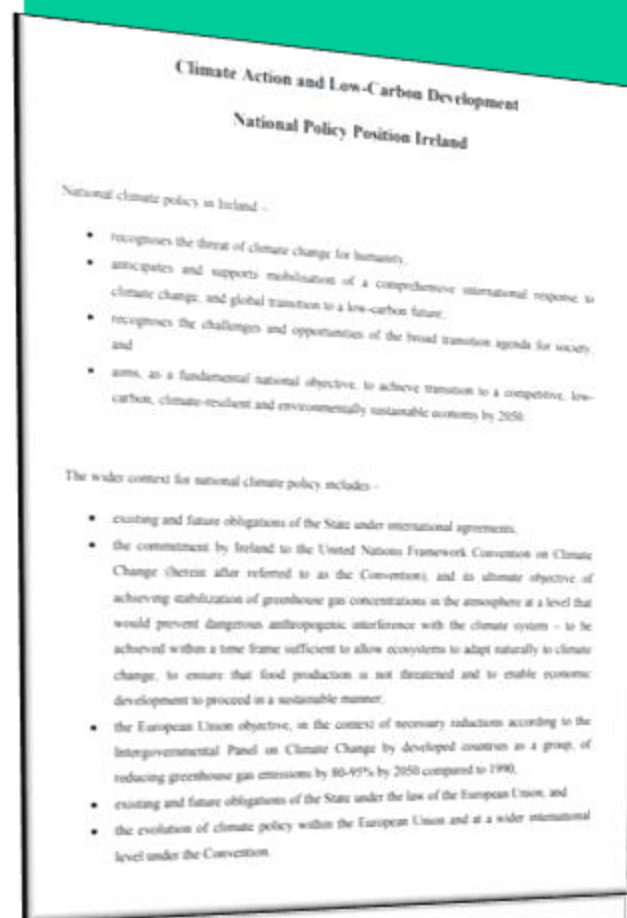 Climate Action and Low-Carbon Development
National Policy Position Ireland
National climate policy in Ireland –
• recognises the threat of climate change for humanity,
• anticipates and supports mobilisation of a comprehensive international response to
climate change, and global transition to a low-carbon future,
• recognises the challenges and opportunities of the broad transition agenda for society,
and
• aims, as a fundamental national objective, to achieve transition to a competitive, low-
carbon, climate-resilient and environmentally sustainable economy by 2050.
The wider context for national climate policy includes –
• existing and future obligations of the State under international agreements,
• the commitment by Ireland to the United Nations Framework Convention on Climate
Change (herein after referred to as the Convention), and its ultimate objective of
achieving stabilization of greenhouse gas concentrations in the atmosphere at a level that
would prevent dangerous anthropogenic interference with the climate system – to be
achieved within a time frame sufficient to allow ecosystems to adapt naturally to climate
change, to ensure that food production is not threatened and to enable economic
development to proceed in a sustainable manner,
• the European Union objective, in the context of necessary reductions according to the
Intergovernmental Panel on Climate Change by developed countries as a group, of
reducing greenhouse gas emissions by 80-95% by 2050 compared to 1990,
• existing and future obligations of the State under the law of the European Union, and
• the evolution of climate policy within the European Union and at a wider international
level under the Convention.